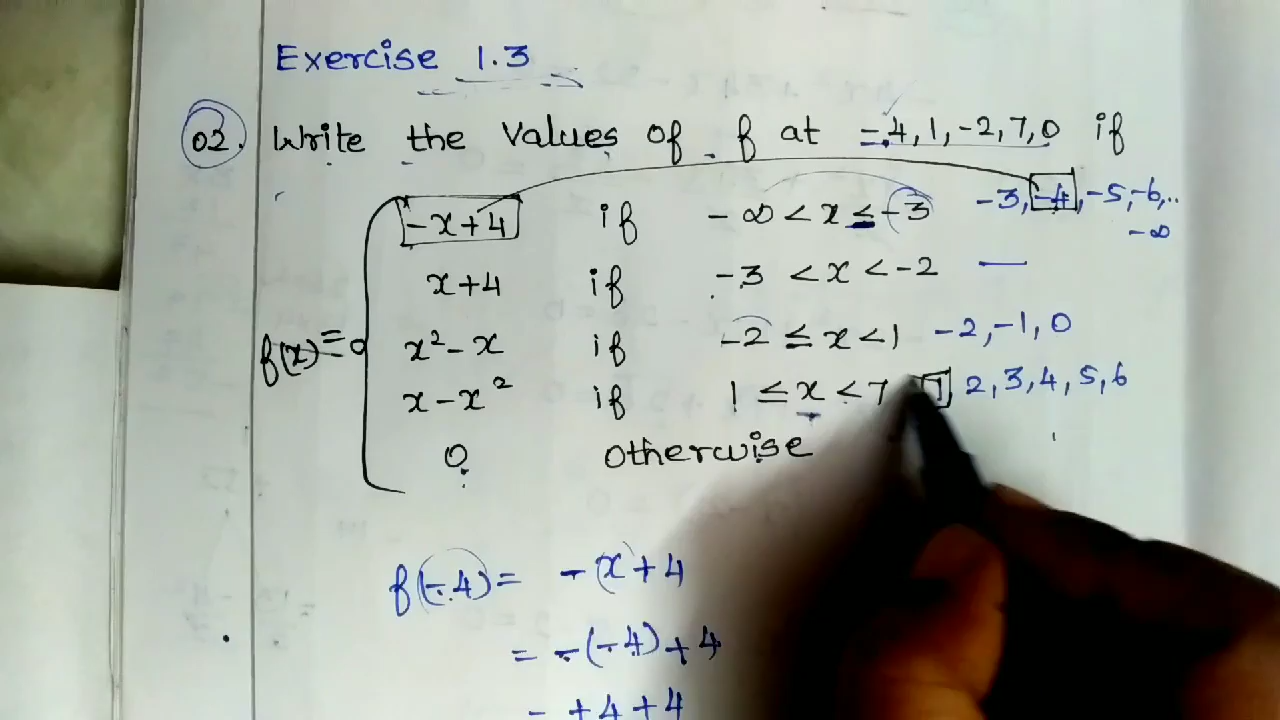 Exercise 1.3
02. Write the Values of f at -4, 1, -2, 7, 0 if
-x+4 if -∞ < x ≤ -3 -3, -4, -5, -6, ..
-∞
x+4 if -3 < x < -2 —
f(x) = x² - x if -2 ≤ x < 1 -2, -1, 0
x - x² if 1 ≤ x < 7 1 2, 3, 4, 5, 6
0 otherwise
f(-4) = -(x)+4
= -(-4)+4
= +4+4